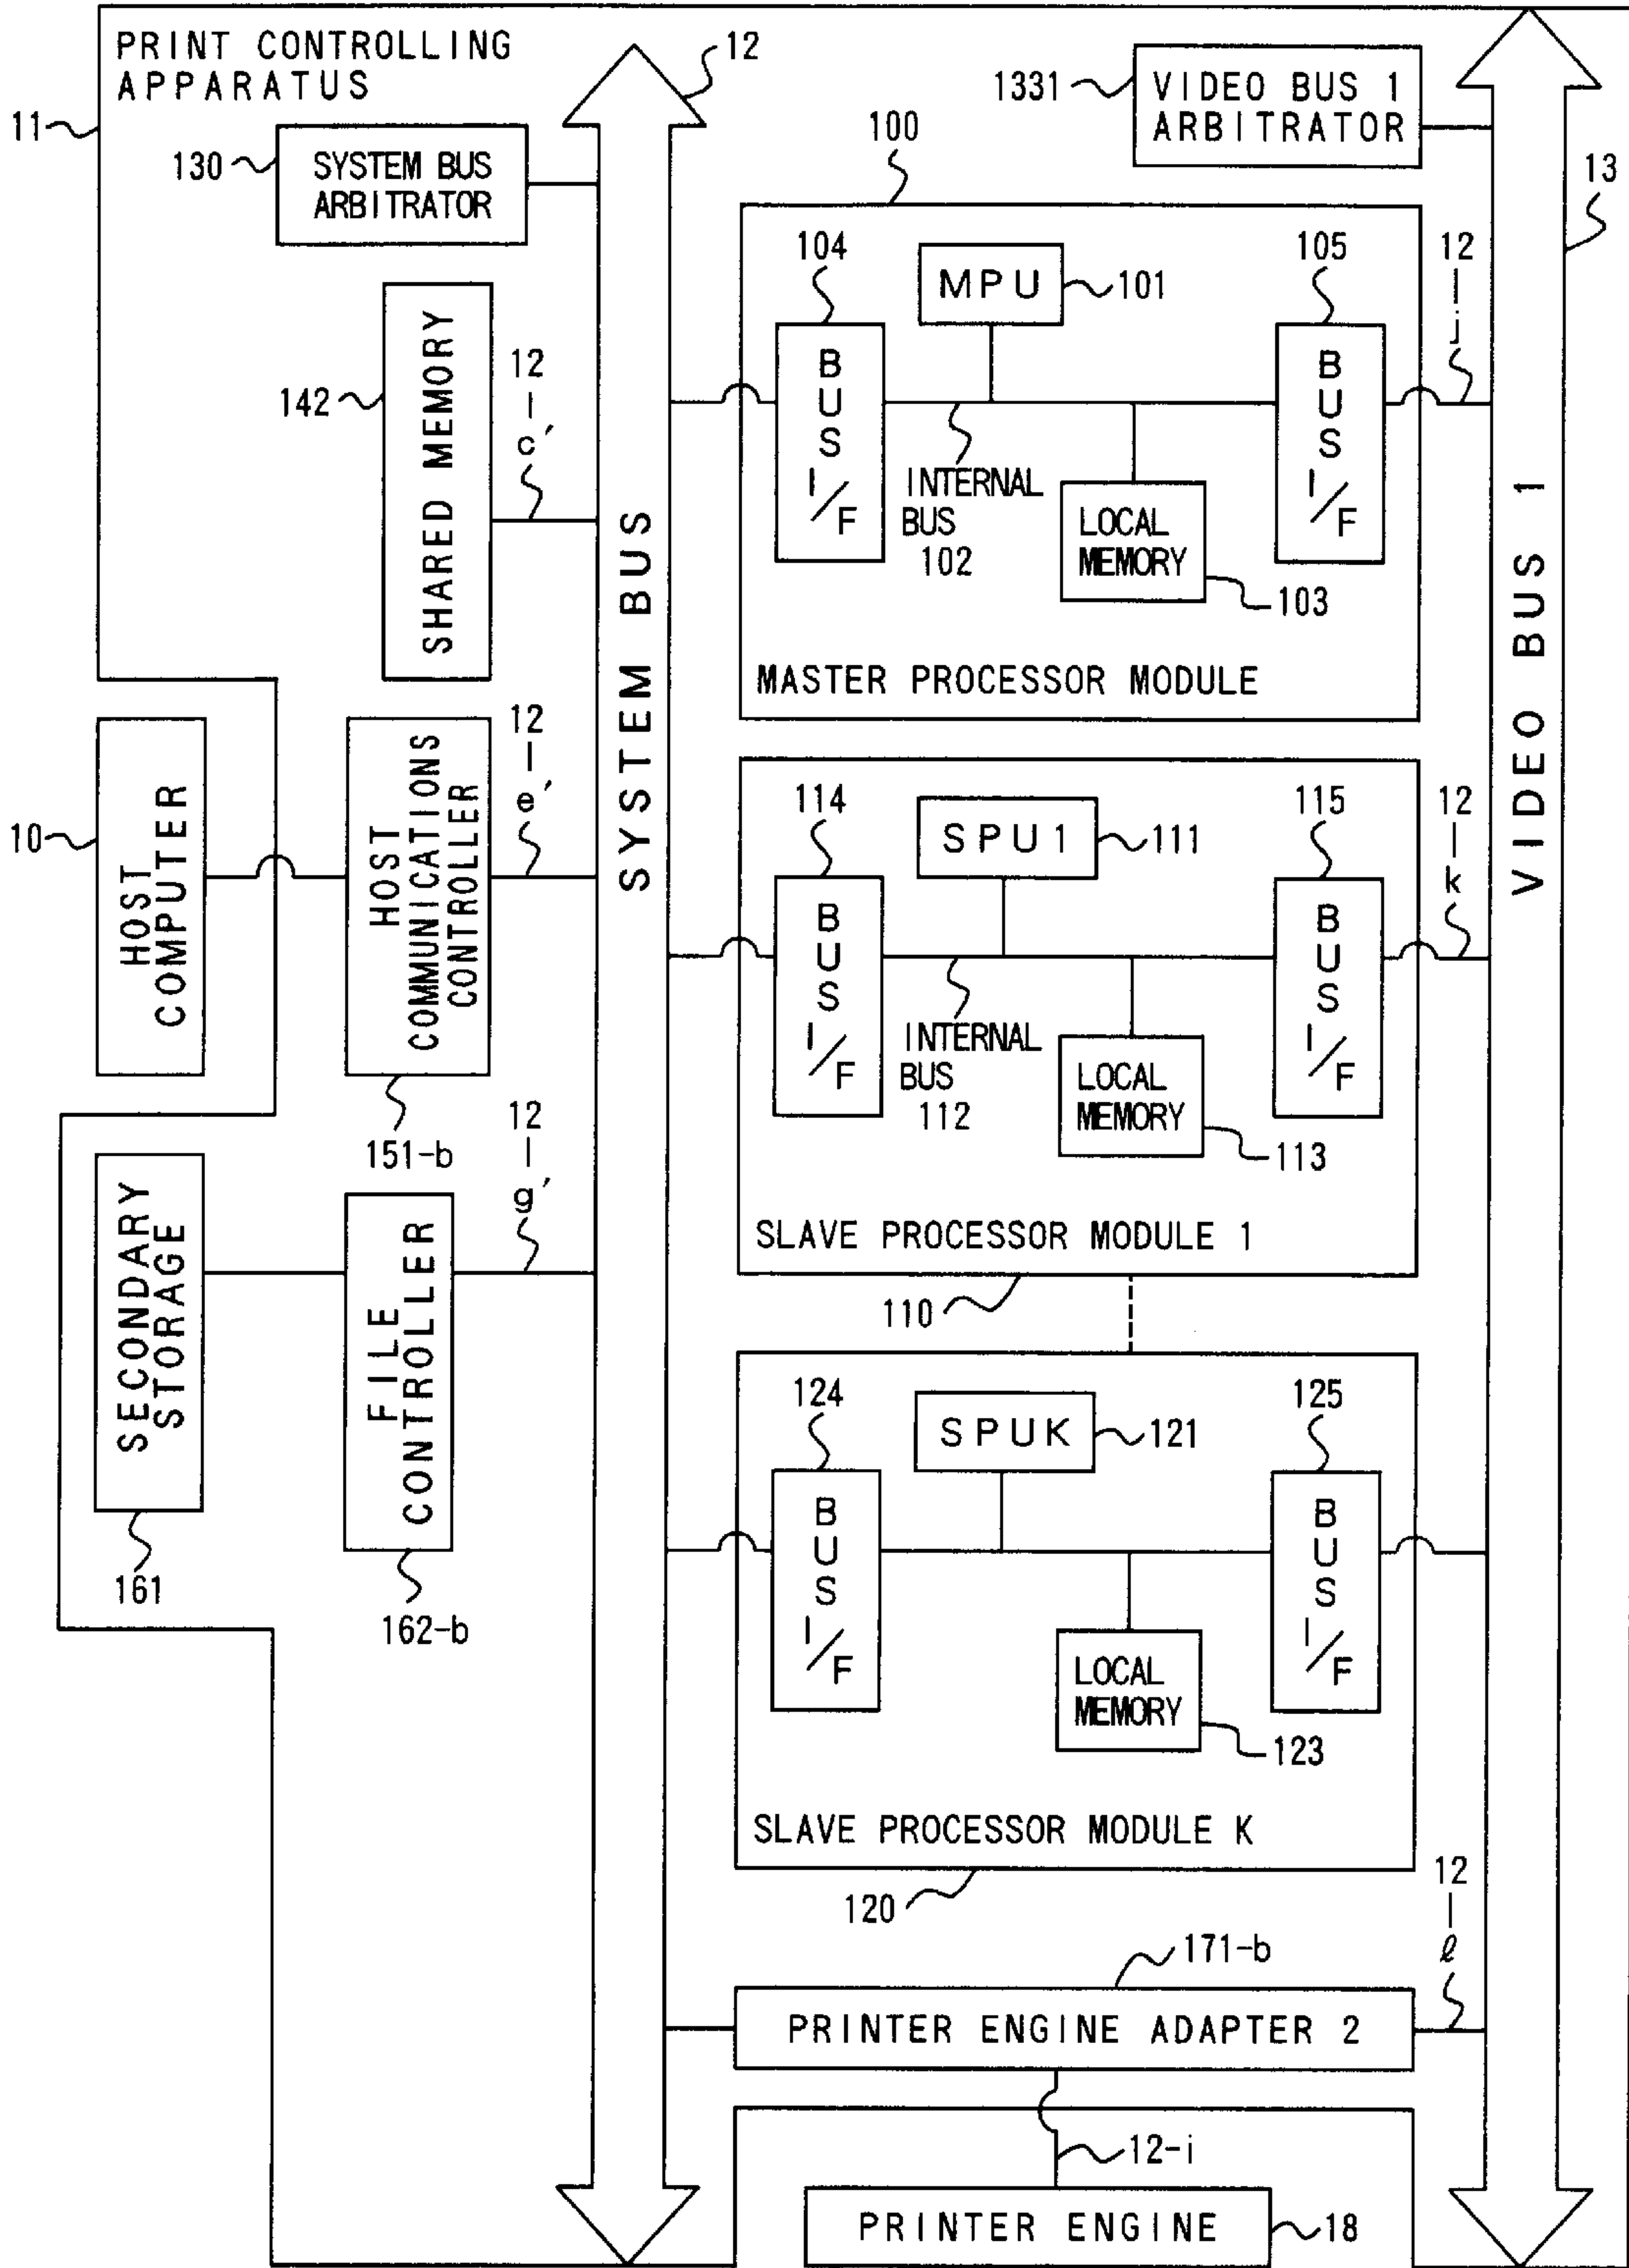 PRINT CONTROLLING
APPARATUS
11
12
130
SYSTEM BUS
ARBITRATOR
1331
VIDEO BUS 1
ARBITRATOR
13
142
SHARED MEMORY
12-c′
SYSTEM BUS
VIDEO BUS 1
100
104
BUS I/F
MPU
101
105
BUS I/F
12-j
INTERNAL
BUS
102
LOCAL
MEMORY
103
MASTER PROCESSOR MODULE
10
HOST
COMPUTER
HOST
COMMUNICATIONS
CONTROLLER
151-b
12-e′
114
BUS I/F
SPU1
111
115
BUS I/F
12-k
INTERNAL
BUS
112
LOCAL
MEMORY
113
SLAVE PROCESSOR MODULE 1
110
SECONDARY
STORAGE
161
FILE
CONTROLLER
162-b
12-g′
124
BUS I/F
SPUK
121
125
BUS I/F
LOCAL
MEMORY
123
SLAVE PROCESSOR MODULE K
120
171-b
12-ℓ
PRINTER ENGINE ADAPTER 2
12-i
PRINTER ENGINE
18